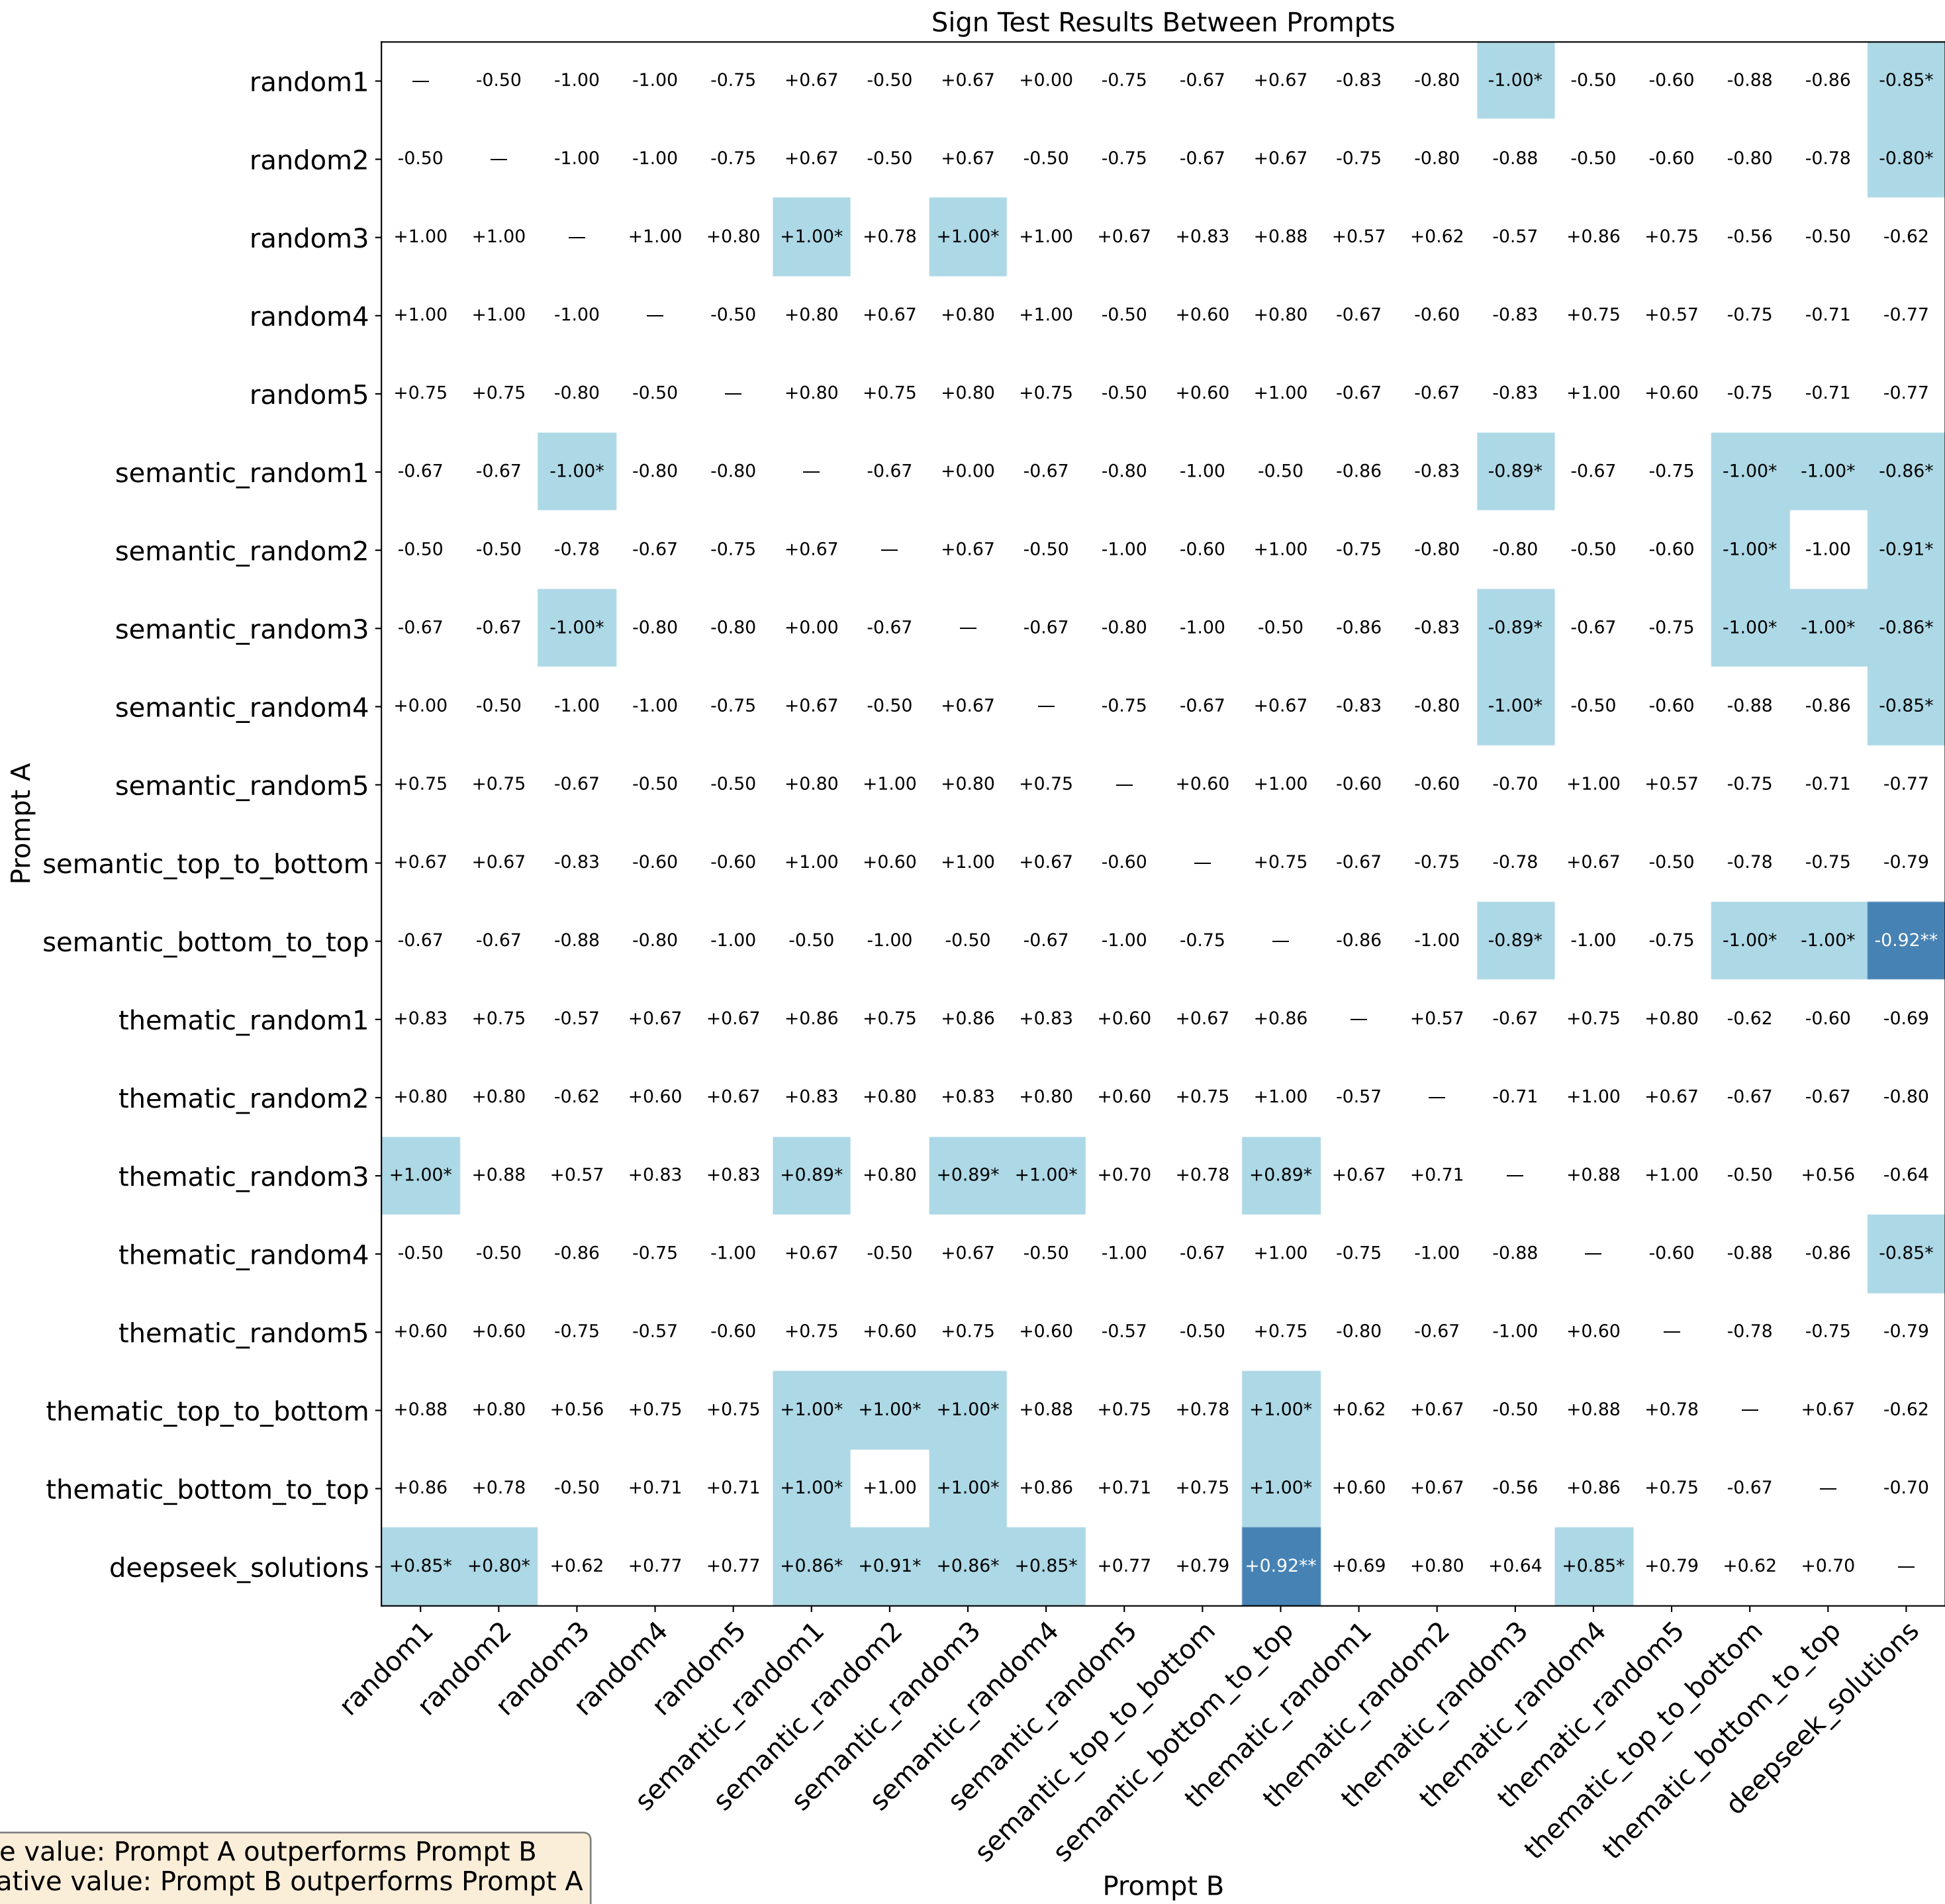 Sign Test Results Between Prompts
random1 — -0.50 -1.00 -1.00 -0.75 +0.67 -0.50 +0.67 +0.00 -0.75 -0.67 +0.67 -0.83 -0.80 -1.00* -0.50 -0.60 -0.88 -0.86 -0.85*
random2 -0.50 — -1.00 -1.00 -0.75 +0.67 -0.50 +0.67 -0.50 -0.75 -0.67 +0.67 -0.75 -0.80 -0.88 -0.50 -0.60 -0.80 -0.78 -0.80*
random3 +1.00 +1.00 — +1.00 +0.80 +1.00* +0.78 +1.00* +1.00 +0.67 +0.83 +0.88 +0.57 +0.62 -0.57 +0.86 +0.75 -0.56 -0.50 -0.62
random4 +1.00 +1.00 -1.00 — -0.50 +0.80 +0.67 +0.80 +1.00 -0.50 +0.60 +0.80 -0.67 -0.60 -0.83 +0.75 +0.57 -0.75 -0.71 -0.77
random5 +0.75 +0.75 -0.80 -0.50 — +0.80 +0.75 +0.80 +0.75 -0.50 +0.60 +1.00 -0.67 -0.67 -0.83 +1.00 +0.60 -0.75 -0.71 -0.77
semantic_random1 -0.67 -0.67 -1.00* -0.80 -0.80 — -0.67 +0.00 -0.67 -0.80 -1.00 -0.50 -0.86 -0.83 -0.89* -0.67 -0.75 -1.00* -1.00* -0.86*
semantic_random2 -0.50 -0.50 -0.78 -0.67 -0.75 +0.67 — +0.67 -0.50 -1.00 -0.60 +1.00 -0.75 -0.80 -0.80 -0.50 -0.60 -1.00* -1.00 -0.91*
semantic_random3 -0.67 -0.67 -1.00* -0.80 -0.80 +0.00 -0.67 — -0.67 -0.80 -1.00 -0.50 -0.86 -0.83 -0.89* -0.67 -0.75 -1.00* -1.00* -0.86*
semantic_random4 +0.00 -0.50 -1.00 -1.00 -0.75 +0.67 -0.50 +0.67 — -0.75 -0.67 +0.67 -0.83 -0.80 -1.00* -0.50 -0.60 -0.88 -0.86 -0.85*
semantic_random5 +0.75 +0.75 -0.67 -0.50 -0.50 +0.80 +1.00 +0.80 +0.75 — +0.60 +1.00 -0.60 -0.60 -0.70 +1.00 +0.57 -0.75 -0.71 -0.77
semantic_top_to_bottom +0.67 +0.67 -0.83 -0.60 -0.60 +1.00 +0.60 +1.00 +0.67 -0.60 — +0.75 -0.67 -0.75 -0.78 +0.67 -0.50 -0.78 -0.75 -0.79
semantic_bottom_to_top -0.67 -0.67 -0.88 -0.80 -1.00 -0.50 -1.00 -0.50 -0.67 -1.00 -0.75 — -0.86 -1.00 -0.89* -1.00 -0.75 -1.00* -1.00* -0.92**
thematic_random1 +0.83 +0.75 -0.57 +0.67 +0.67 +0.86 +0.75 +0.86 +0.83 +0.60 +0.67 +0.86 — +0.57 -0.67 +0.75 +0.80 -0.62 -0.60 -0.69
thematic_random2 +0.80 +0.80 -0.62 +0.60 +0.67 +0.83 +0.80 +0.83 +0.80 +0.60 +0.75 +1.00 -0.57 — -0.71 +1.00 +0.67 -0.67 -0.67 -0.80
thematic_random3 +1.00* +0.88 +0.57 +0.83 +0.83 +0.89* +0.80 +0.89* +1.00* +0.70 +0.78 +0.89* +0.67 +0.71 — +0.88 +1.00 -0.50 +0.56 -0.64
thematic_random4 -0.50 -0.50 -0.86 -0.75 -1.00 +0.67 -0.50 +0.67 -0.50 -1.00 -0.67 +1.00 -0.75 -1.00 -0.88 — -0.60 -0.88 -0.86 -0.85*
thematic_random5 +0.60 +0.60 -0.75 -0.57 -0.60 +0.75 +0.60 +0.75 +0.60 -0.57 -0.50 +0.75 -0.80 -0.67 -1.00 +0.60 — -0.78 -0.75 -0.79
thematic_top_to_bottom +0.88 +0.80 +0.56 +0.75 +0.75 +1.00* +1.00* +1.00* +0.88 +0.75 +0.78 +1.00* +0.62 +0.67 -0.50 +0.88 +0.78 — +0.67 -0.62
thematic_bottom_to_top +0.86 +0.78 -0.50 +0.71 +0.71 +1.00* +1.00 +1.00* +0.86 +0.71 +0.75 +1.00* +0.60 +0.67 -0.56 +0.86 +0.75 -0.67 — -0.70
deepseek_solutions +0.85* +0.80* +0.62 +0.77 +0.77 +0.86* +0.91* +0.86* +0.85* +0.77 +0.79 +0.92** +0.69 +0.80 +0.64 +0.85* +0.79 +0.62 +0.70 —
Prompt A
random1
random2
random3
random4
random5
semantic_random1
semantic_random2
semantic_random3
semantic_random4
semantic_random5
semantic_top_to_bottom
semantic_bottom_to_top
thematic_random1
thematic_random2
thematic_random3
thematic_random4
thematic_random5
thematic_top_to_bottom
thematic_bottom_to_top
deepseek_solutions
Prompt B
e value: Prompt A outperforms Prompt B
ative value: Prompt B outperforms Prompt A